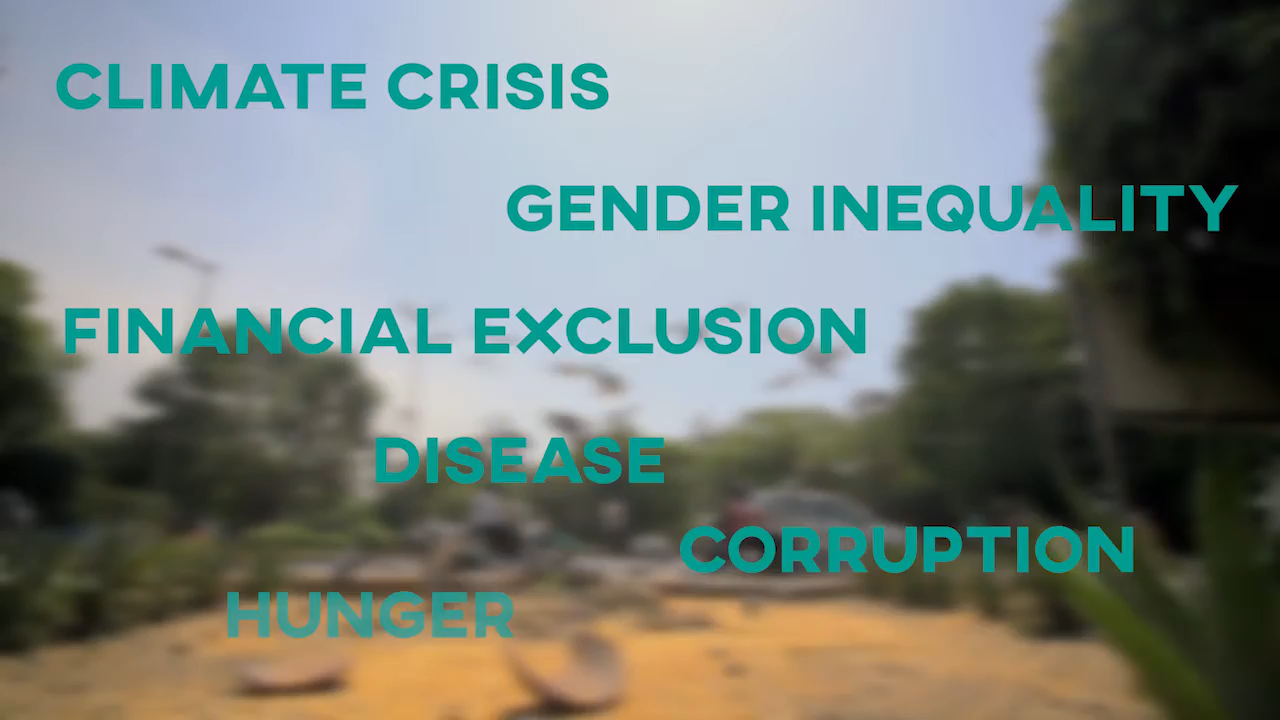 CLIMATE CRISIS
GENDER INEQUALITY
FINANCIAL EXCLUSION
DISEASE
CORRUPTION
HUNGER